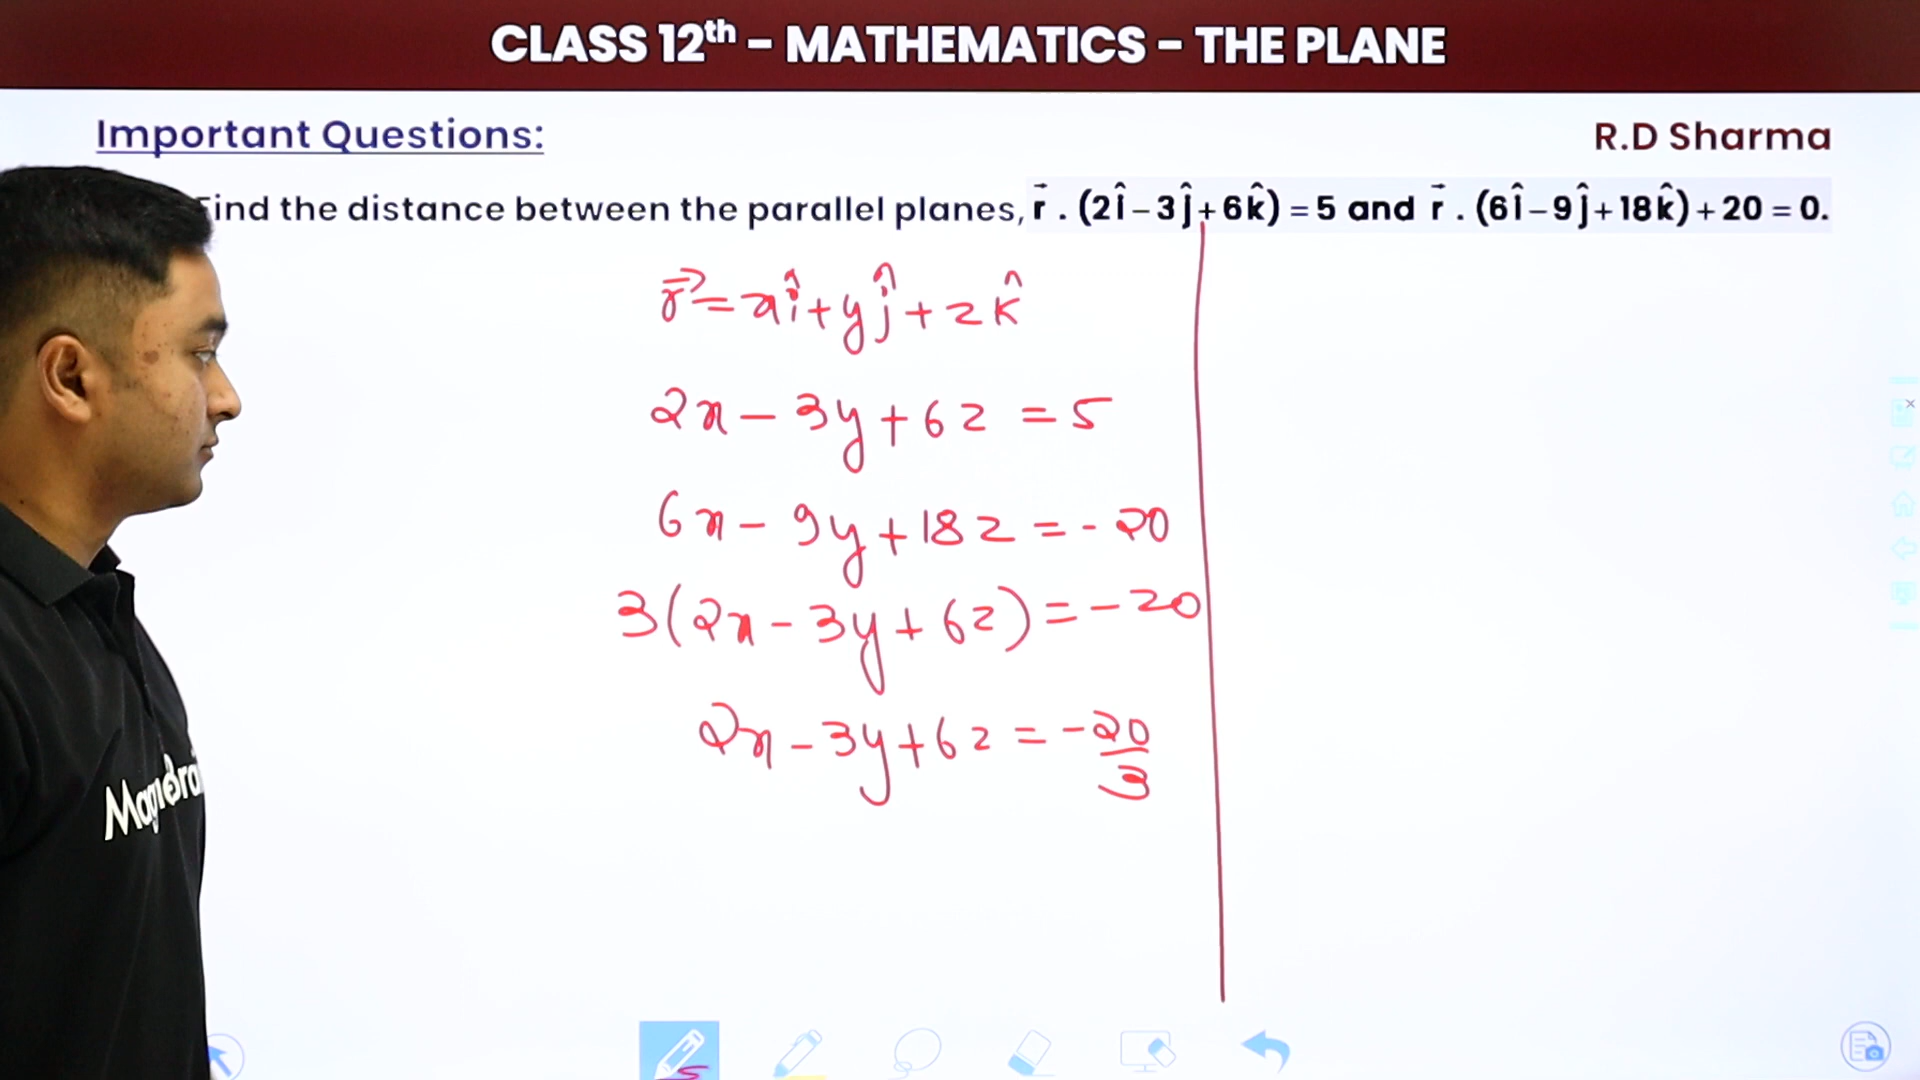 CLASS 12th – MATHEMATICS – THE PLANE
Important Questions:
R.D Sharma
Find the distance between the parallel planes, r⃗ . (2î – 3ĵ + 6k̂) = 5 and r⃗ . (6î – 9ĵ + 18k̂) + 20 = 0.
r⃗ = xî + yĵ + zk̂
2x – 3y + 6z = 5
6x – 9y + 18z = -20
3(2x – 3y + 6z) = -20
2x – 3y + 6z = -20/3